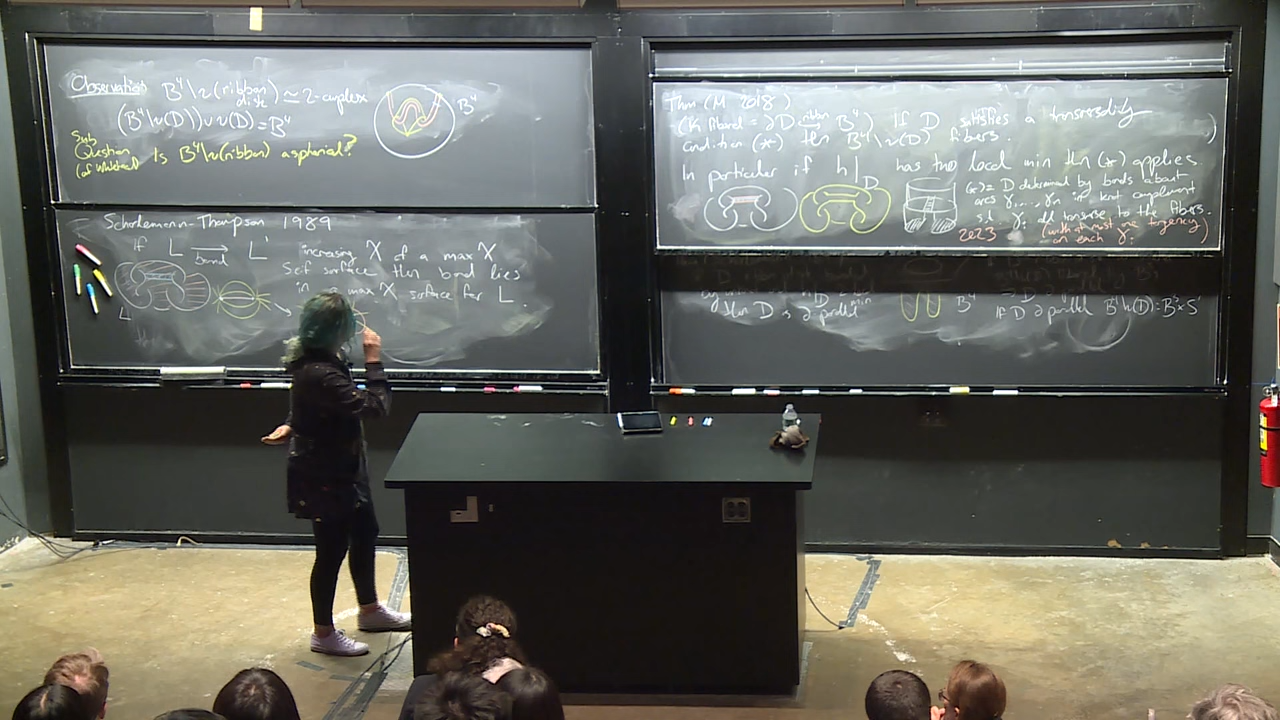 Observation B⁴\ν(ribbon disk) ≃ 2-complex
(B⁴\ν(D)) ∪ ν(D) = B⁴
B⁴
Sub Question (of Whitehead) Is B⁴\ν(ribbon) aspherical?
Scharlemann-Thompson 1989
If L → L' increasing χ of a max χ
band
Seif surface then band lies
in a max χ surface for L.
L
Thm (M. 2018)
(K fibered = ∂D ribbon B⁴) If D satisfies a transversality
condition (*) then B⁴\ν(D) fibers.
In particular if h|_D has two local min then (*) applies.
(*) = D determined by bands about
arcs γ₁, ..., γₙ in knot complement
s.t. γᵢ all transverse to the fibers.
2023 (with at most one tangency
on each γᵢ)
then D is ∂ parallel
B⁴
If D ∂ parallel B⁴\ν(D) = B³×S¹